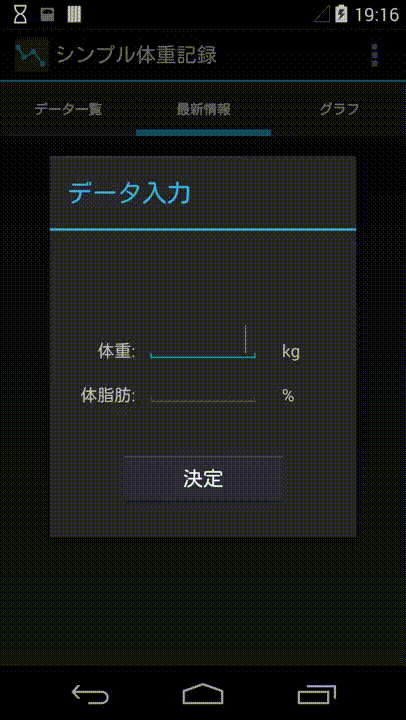 19:16
シンプル体重記録
データ一覧 最新情報 グラフ
データ入力
体重: kg
体脂肪: %
決定